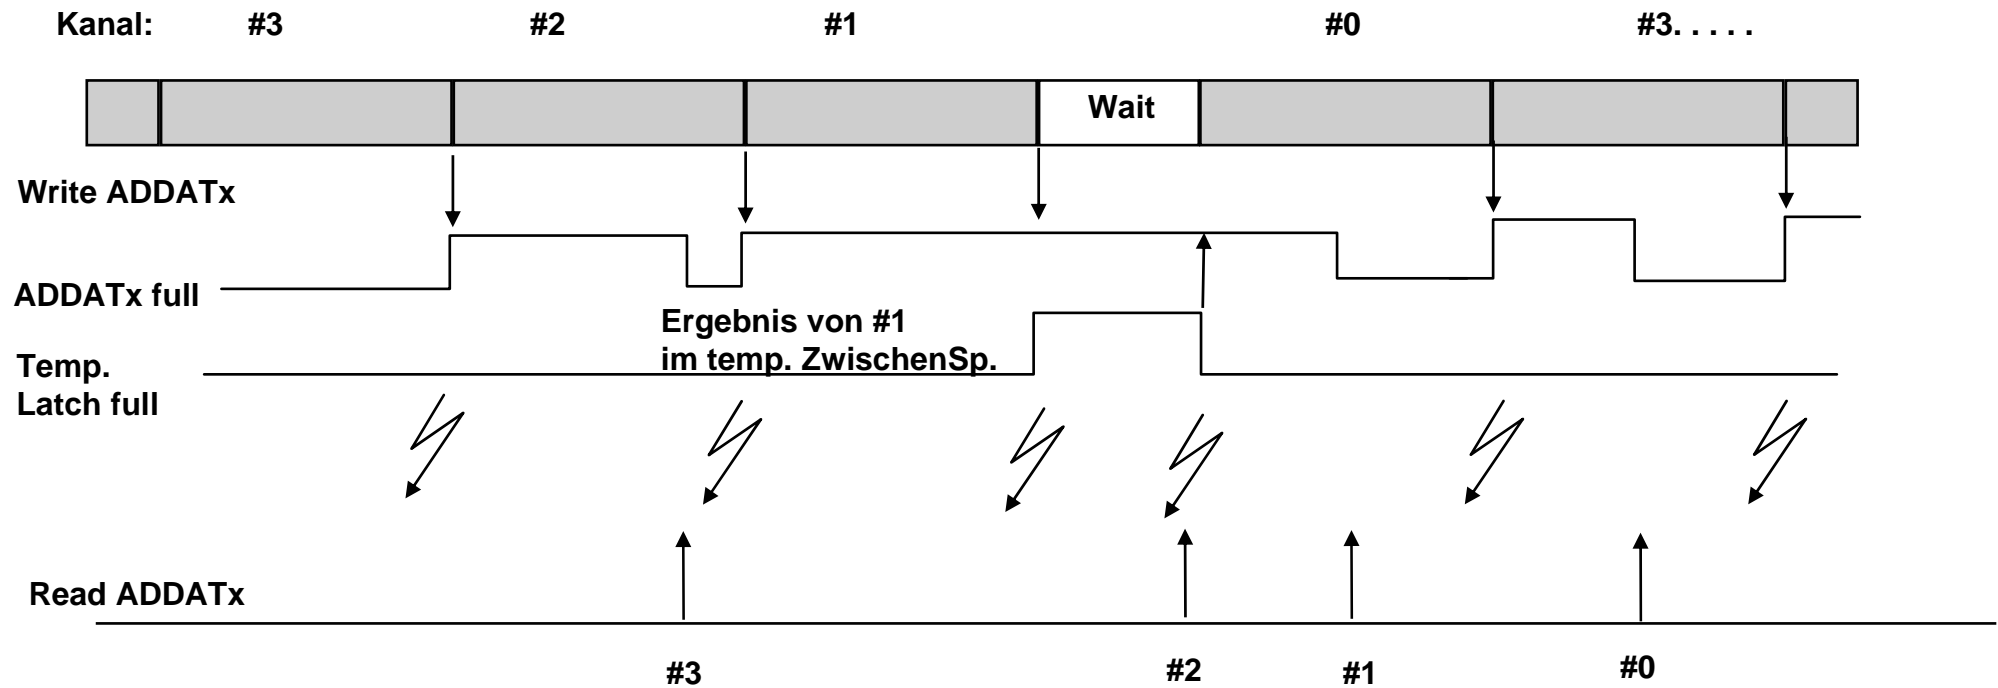 Kanal: #3 #2 #1 #0 #3. . . . .
Wait
Write ADDATx
ADDATx full
Ergebnis von #1
im temp. ZwischenSp.
Temp.
Latch full
Read ADDATx
#3 #2 #1 #0